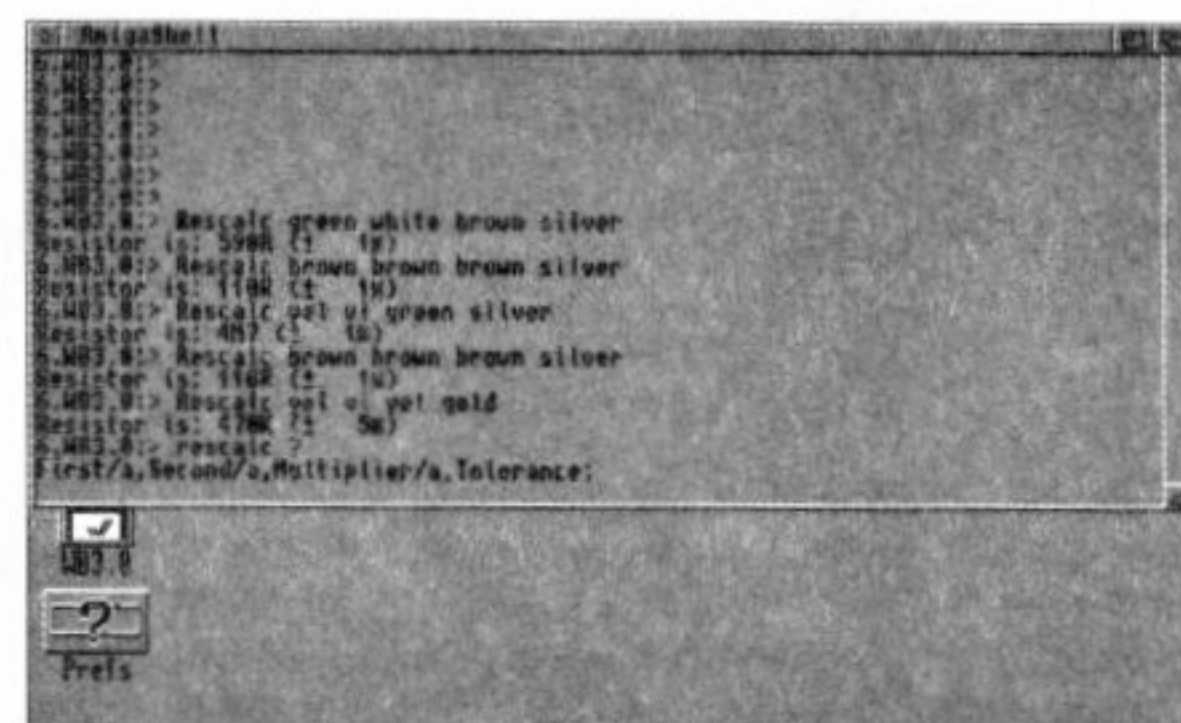 AmigaShell
6.WB3.0:>
6.WB3.0:>
6.WB3.0:>
6.WB3.0:>
6.WB3.0:>
6.WB3.0:>
6.WB3.0:>
6.WB3.0:> Rescalc green white brown silver
Resistor is: 590R (± 1%)
6.WB3.0:> Rescalc brown brown brown silver
Resistor is: 110R (± 1%)
6.WB3.0:> Rescalc yel vi green silver
Resistor is: 4M7 (± 1%)
6.WB3.0:> Rescalc brown brown brown silver
Resistor is: 110R (± 1%)
6.WB3.0:> Rescalc yel vi yel gold
Resistor is: 470K (± 5%)
6.WB3.0:> rescalc ?
First/a,Second/a,Multiplier/a,Tolerance:
WB3.0
?
Prefs